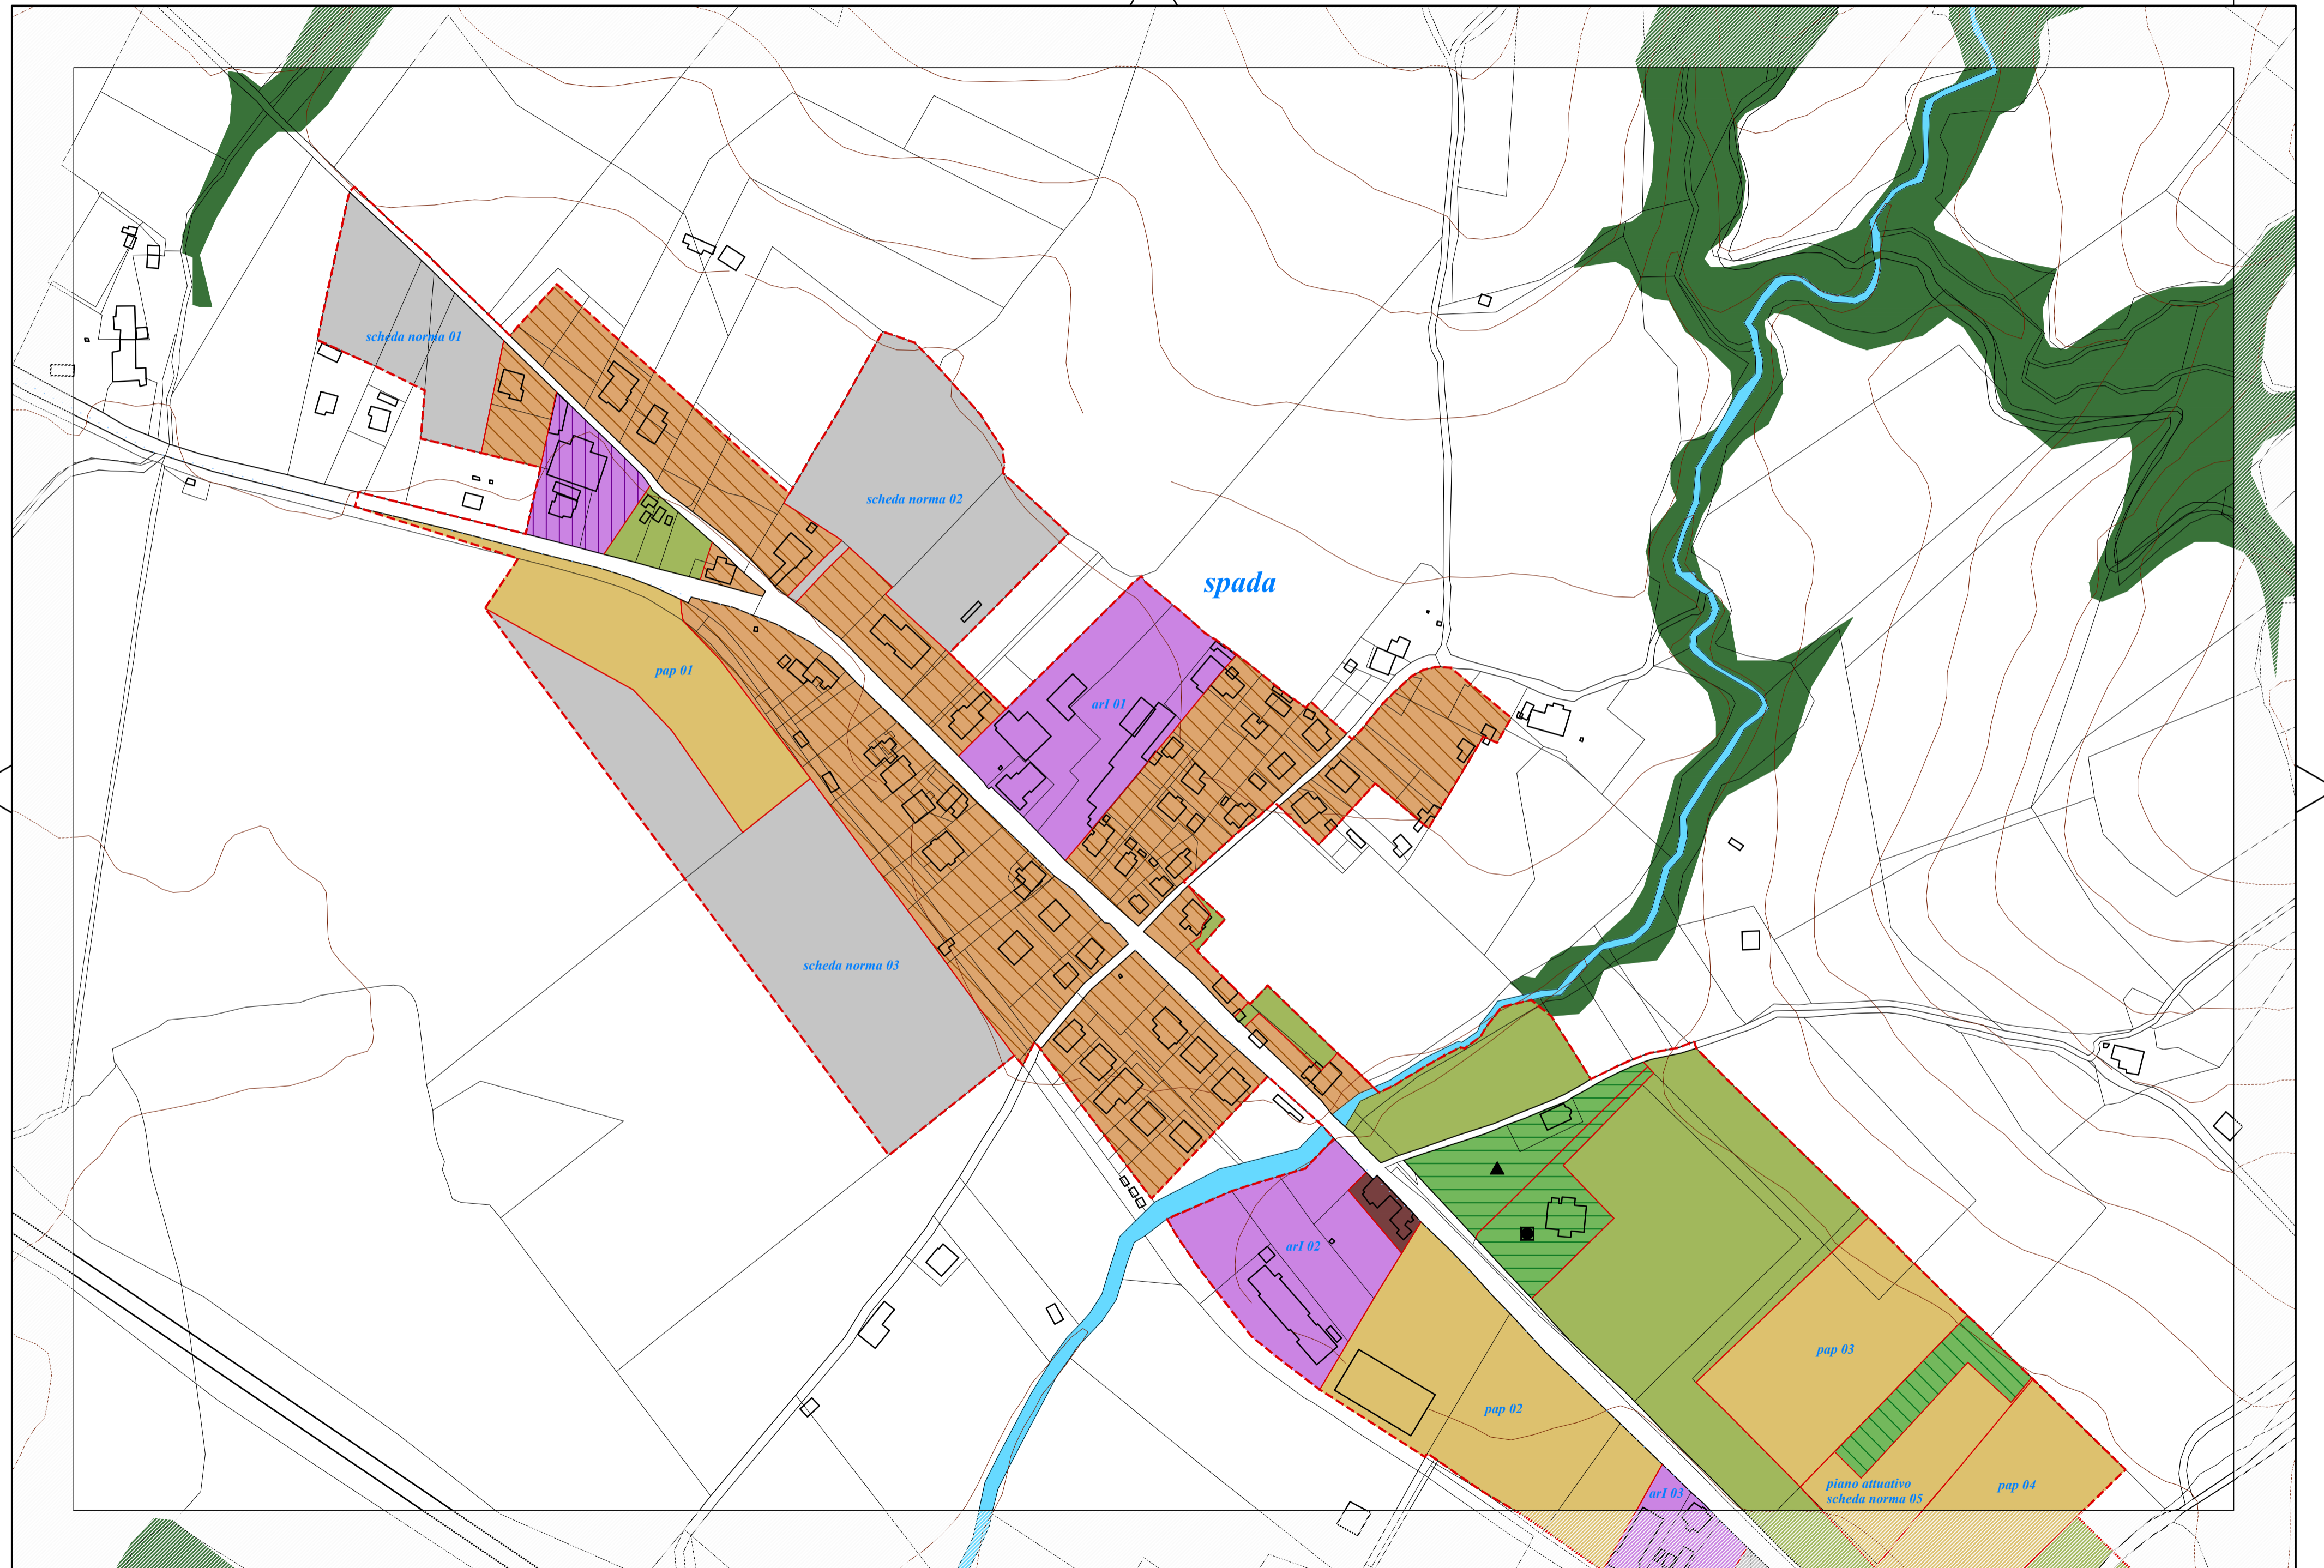 scheda norma 01
scheda norma 02
spada
pap 01
arI 01
scheda norma 03
arI 02
pap 03
pap 02
piano attuativo
scheda norma 05
pap 04
arI 03